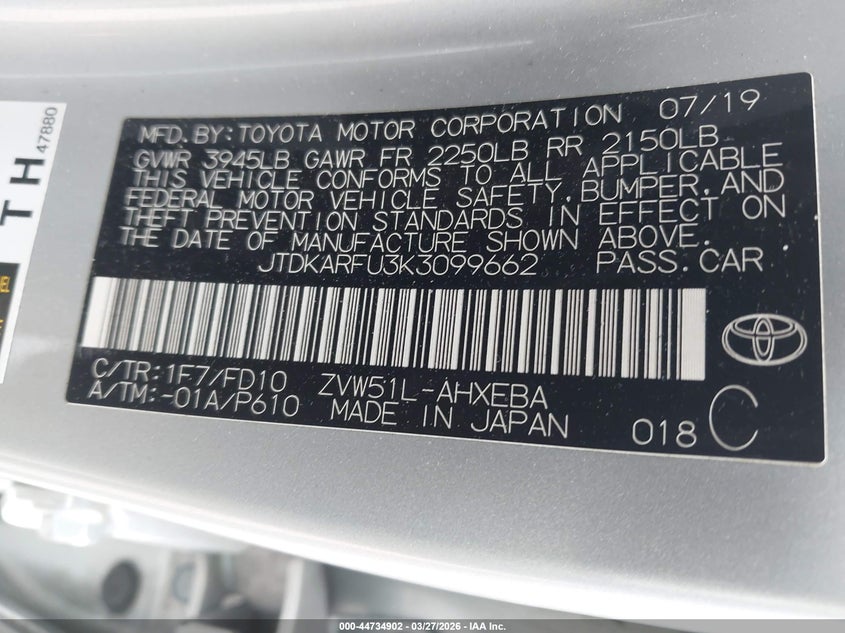 MFD.BY:TOYOTA MOTOR CORPORATION 07/19
GVWR 3945LB GAWR FR 2250LB RR 2150LB
THIS VEHICLE CONFORMS TO ALL APPLICABLE
FEDERAL MOTOR VEHICLE SAFETY, BUMPER, AND
THEFT PREVENTION STANDARDS IN EFFECT ON
THE DATE OF MANUFACTURE SHOWN ABOVE.
JTDKARFU3K3099662 PASS.CAR
C/TR:1F7/FD10 ZVW51L-AHXEBA
A/TM:-01A/P610 MADE IN JAPAN 018 C
TH
47880
000-44734902 — 03/27/2026 — IAA Inc.